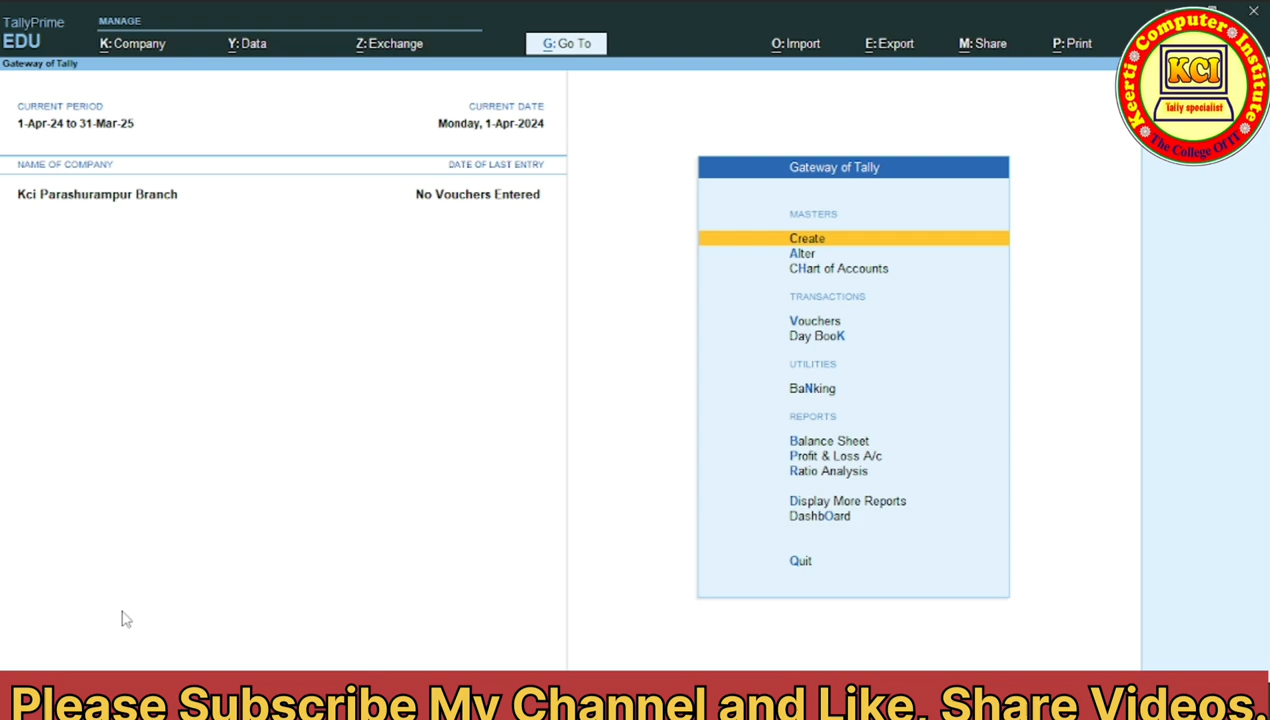 TallyPrime
EDU
MANAGE
K: Company
Y: Data
Z: Exchange
G: Go To
O: Import
E: Export
M: Share
P: Print
Gateway of Tally
CURRENT PERIOD
CURRENT DATE
1-Apr-24 to 31-Mar-25
Monday, 1-Apr-2024
NAME OF COMPANY
DATE OF LAST ENTRY
Kci Parashurampur Branch
No Vouchers Entered
Gateway of Tally
MASTERS
Create
Alter
CHart of Accounts
TRANSACTIONS
Vouchers
Day BooK
UTILITIES
BaNking
REPORTS
Balance Sheet
Profit & Loss A/c
Ratio Analysis
Display More Reports
DashbOard
Quit
Keerti Computer Institute
KCI
Tally specialist
The College Of IT
Please Subscribe My Channel and Like, Share Videos.